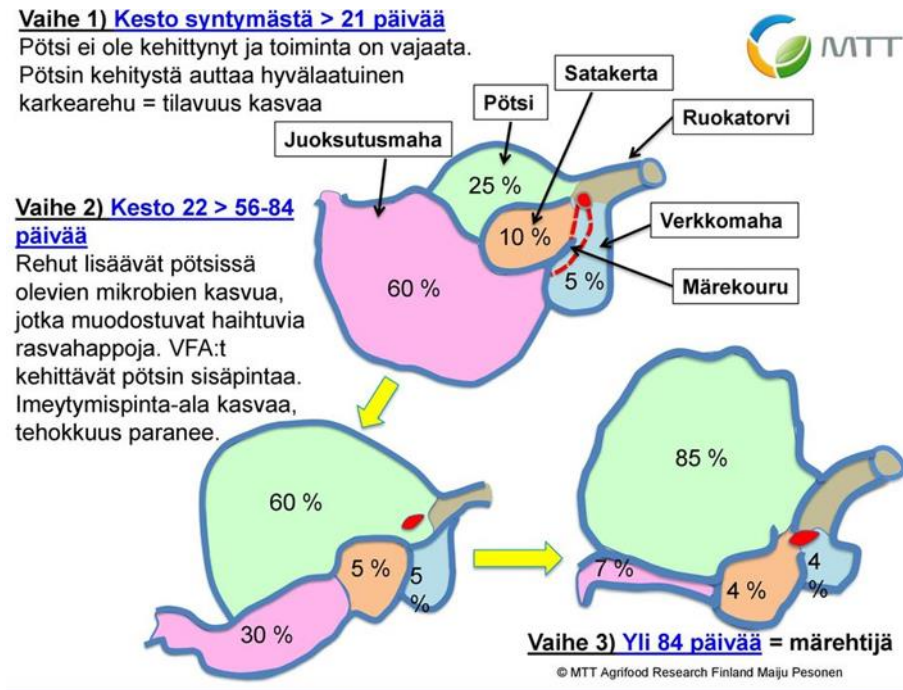 Vaihe 1) Kesto syntymästä > 21 päivää
Pötsi ei ole kehittynyt ja toiminta on vajaata.
Pötsin kehitystä auttaa hyvälaatuinen
karkearehu = tilavuus kasvaa
MTT
Satakerta
Pötsi
Ruokatorvi
Juoksutusmaha
25 %
Vaihe 2) Kesto 22 > 56-84
päivää
Rehut lisäävät pötsissä
olevien mikrobien kasvua,
jotka muodostuvat haihtuvia
rasvahappoja. VFA:t
kehittävät pötsin sisäpintaa.
Imeytymispinta-ala kasvaa,
tehokkuus paranee.
10 %
Verkkomaha
60 %
5 %
Märekouru
60 %
5 %
5
%
30 %
85 %
7 %
4 %
4
%
Vaihe 3) Yli 84 päivää = märehtijä
© MTT Agrifood Research Finland Maiju Pesonen